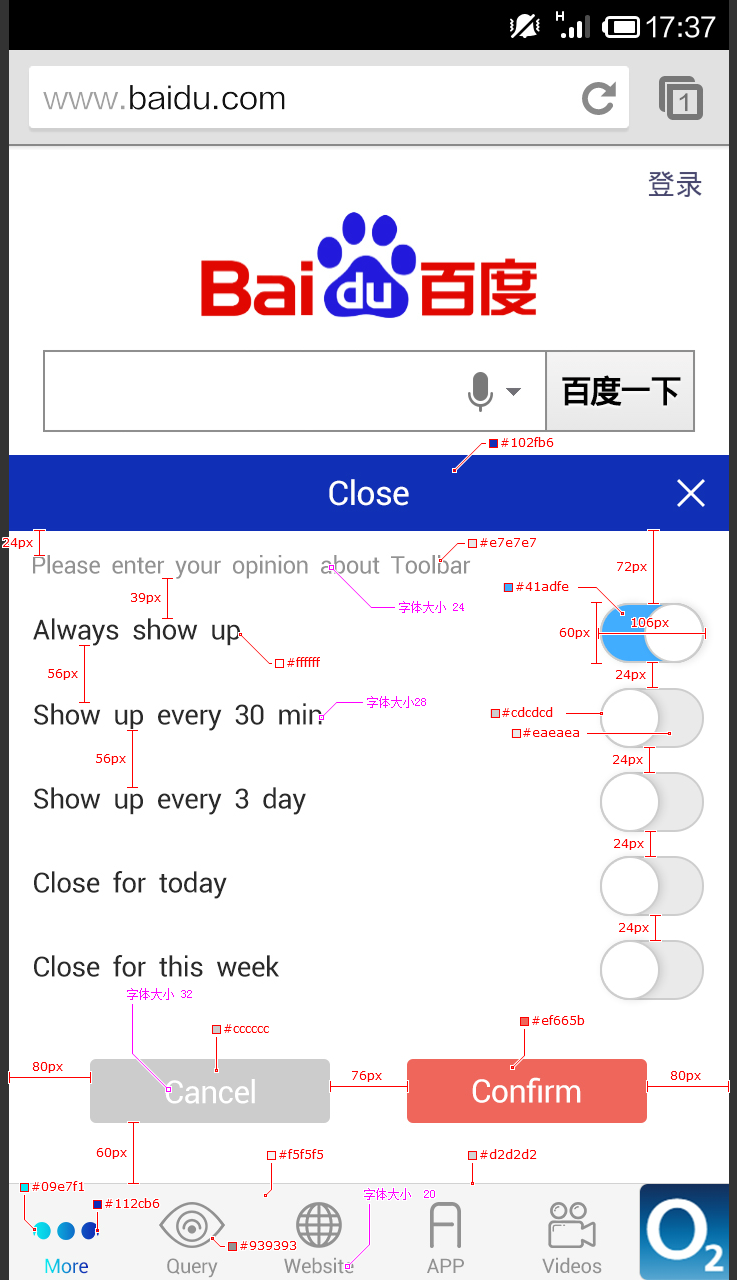 H 17:37
www.baidu.com 1
登录
Baidu百度
百度一下
#102fb6
Close
24px
#e7e7e7
Please enter your opinion about Toolbar
72px
#41adfe
39px
字体大小 24
Always show up
60px 106px
#ffffff
56px
24px
字体大小28
Show up every 30 min
#cdcdcd
#eaeaea
56px
24px
Show up every 3 day
24px
Close for today
24px
Close for this week
字体大小 32
#cccccc
#ef665b
80px 76px 80px
Cancel Confirm
60px
#f5f5f5 #d2d2d2
#09e7f1
字体大小 20
#112cb6
O2
#939393
More Query Website APP Videos